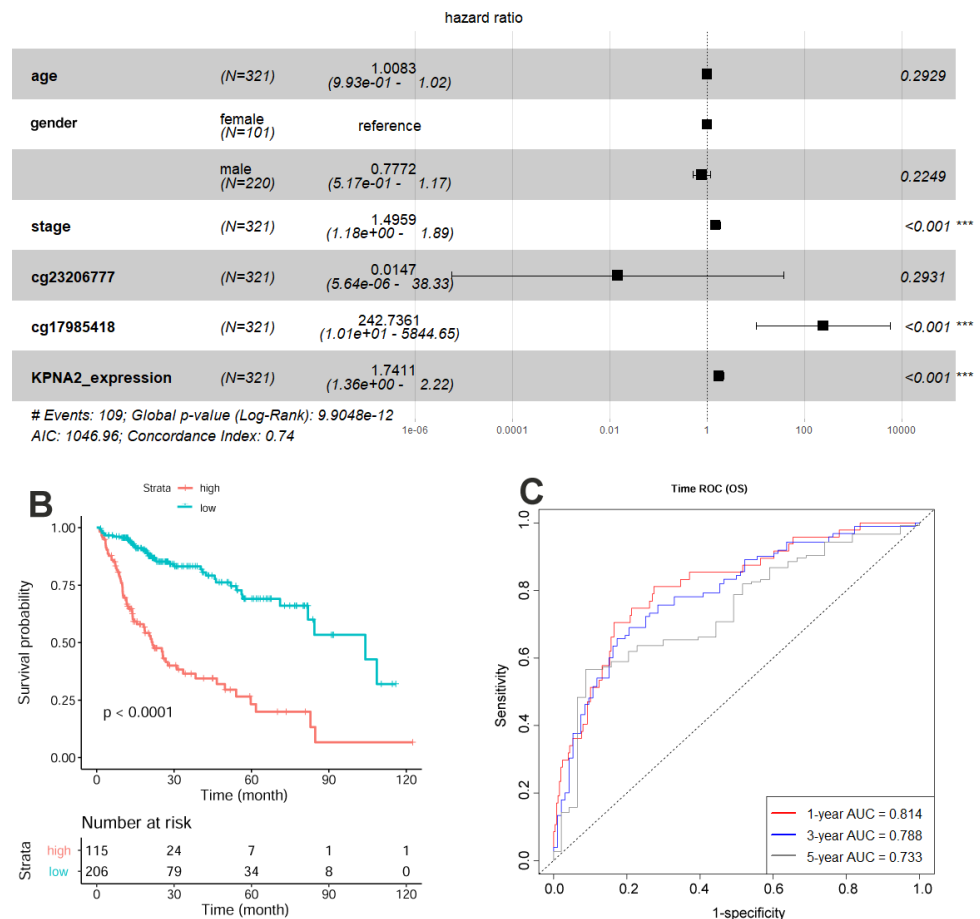 hazard ratio
age (N=321) 1.0083 (9.93e-01 - 1.02) 0.2929
gender female (N=101) reference
male (N=220) 0.7772 (5.17e-01 - 1.17) 0.2249
stage (N=321) 1.4959 (1.18e+00 - 1.89) <0.001 ***
cg23206777 (N=321) 0.0147 (5.64e-06 - 38.33) 0.2931
cg17985418 (N=321) 242.7361 (1.01e+01 - 5844.65) <0.001 ***
KPNA2_expression (N=321) 1.7411 (1.36e+00 - 2.22) <0.001 ***
# Events: 109; Global p-value (Log-Rank): 9.9048e-12
AIC: 1046.96; Concordance Index: 0.74
1e-06 0.0001 0.01 1 100 10000
B
Strata high
low
1.00
0.75
0.50
0.25
0.00
Survival probability
p < 0.0001
0 30 60 90 120
Time (month)
Number at risk
Strata
high 115 24 7 1 1
low 206 79 34 8 0
0 30 60 90 120
Time (month)
C
Time ROC (OS)
1.0
0.8
0.6
0.4
0.2
0.0
Sensitivity
1-year AUC = 0.814
3-year AUC = 0.788
5-year AUC = 0.733
0.0 0.2 0.4 0.6 0.8 1.0
1-specificity